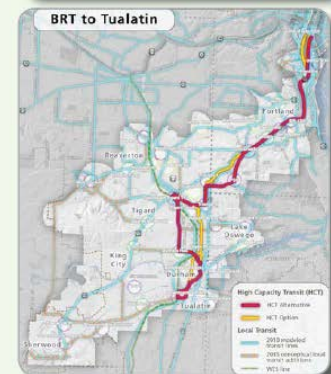 BRT to Tualatin
Portland
Beaverton
Tigard
Lake
Oswego
King
City
Durham
Tualatin
Sherwood
High Capacity Transit (HCT)
HCT Alternative
HCT Option
Local Transit
2010 modeled
transit lines
2035 conceptual local
transit additions
WES line